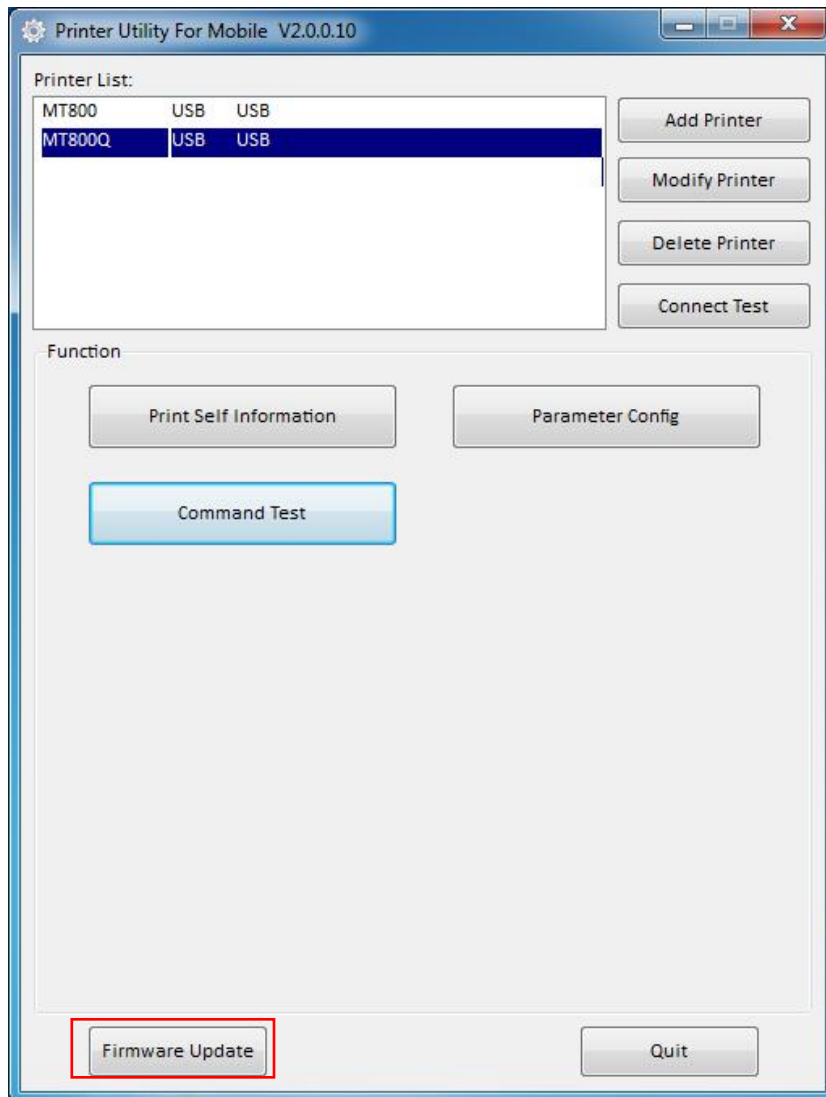 Printer Utility For Mobile V2.0.0.10
Printer List:
MT800 USB USB
MT800Q USB USB
Add Printer
Modify Printer
Delete Printer
Connect Test
Function
Print Self Information
Parameter Config
Command Test
Firmware Update
Quit